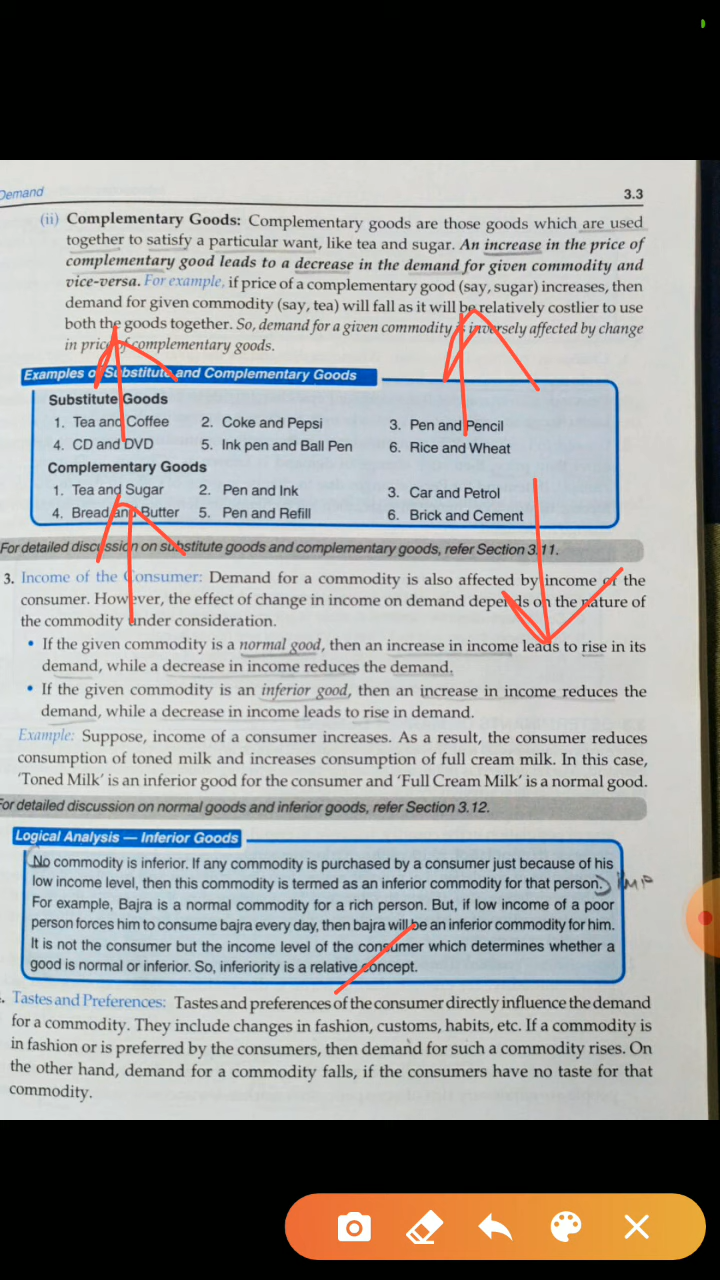 Demand
3.3
(ii) Complementary Goods: Complementary goods are those goods which are used
together to satisfy a particular want, like tea and sugar. An increase in the price of
complementary good leads to a decrease in the demand for given commodity and
vice-versa. For example, if price of a complementary good (say, sugar) increases, then
demand for given commodity (say, tea) will fall as it will be relatively costlier to use
both the goods together. So, demand for a given commodity is inversely affected by change
in price of complementary goods.
Examples of Substitute and Complementary Goods
Substitute Goods
1. Tea and Coffee 2. Coke and Pepsi 3. Pen and Pencil
4. CD and DVD 5. Ink pen and Ball Pen 6. Rice and Wheat
Complementary Goods
1. Tea and Sugar 2. Pen and Ink 3. Car and Petrol
4. Bread and Butter 5. Pen and Refill 6. Brick and Cement
For detailed discussion on substitute goods and complementary goods, refer Section 3.11.
3. Income of the Consumer: Demand for a commodity is also affected by income of the
consumer. However, the effect of change in income on demand depends on the nature of
the commodity under consideration.
• If the given commodity is a normal good, then an increase in income leads to rise in its
demand, while a decrease in income reduces the demand.
• If the given commodity is an inferior good, then an increase in income reduces the
demand, while a decrease in income leads to rise in demand.
Example: Suppose, income of a consumer increases. As a result, the consumer reduces
consumption of toned milk and increases consumption of full cream milk. In this case,
'Toned Milk' is an inferior good for the consumer and 'Full Cream Milk' is a normal good.
For detailed discussion on normal goods and inferior goods, refer Section 3.12.
Logical Analysis — Inferior Goods
No commodity is inferior. If any commodity is purchased by a consumer just because of his
low income level, then this commodity is termed as an inferior commodity for that person. imp
For example, Bajra is a normal commodity for a rich person. But, if low income of a poor
person forces him to consume bajra every day, then bajra will be an inferior commodity for him.
It is not the consumer but the income level of the consumer which determines whether a
good is normal or inferior. So, inferiority is a relative concept.
. Tastes and Preferences: Tastes and preferences of the consumer directly influence the demand
for a commodity. They include changes in fashion, customs, habits, etc. If a commodity is
in fashion or is preferred by the consumers, then demand for such a commodity rises. On
the other hand, demand for a commodity falls, if the consumers have no taste for that
commodity.